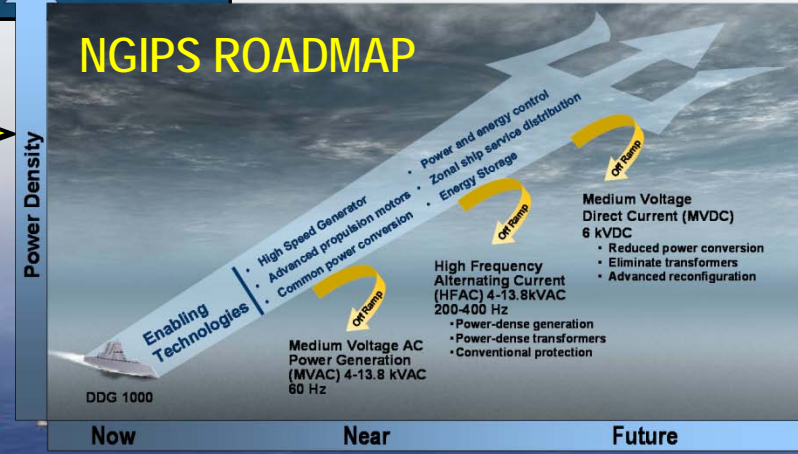 NGIPS ROADMAP
Power Density
Enabling
Technologies
• High Speed Generator
• Advanced propulsion motors
• Common power conversion
• Power and energy control
• Zonal ship service distribution
• Energy Storage
Off Ramp
Off Ramp
Off Ramp
Medium Voltage
Direct Current (MVDC)
6 kVDC
• Reduced power conversion
• Eliminate transformers
• Advanced reconfiguration
High Frequency
Alternating Current
(HFAC) 4-13.8kVAC
200-400 Hz
• Power-dense generation
• Power-dense transformers
• Conventional protection
Medium Voltage AC
Power Generation
(MVAC) 4-13.8 kVAC
60 Hz
DDG 1000
Now
Near
Future